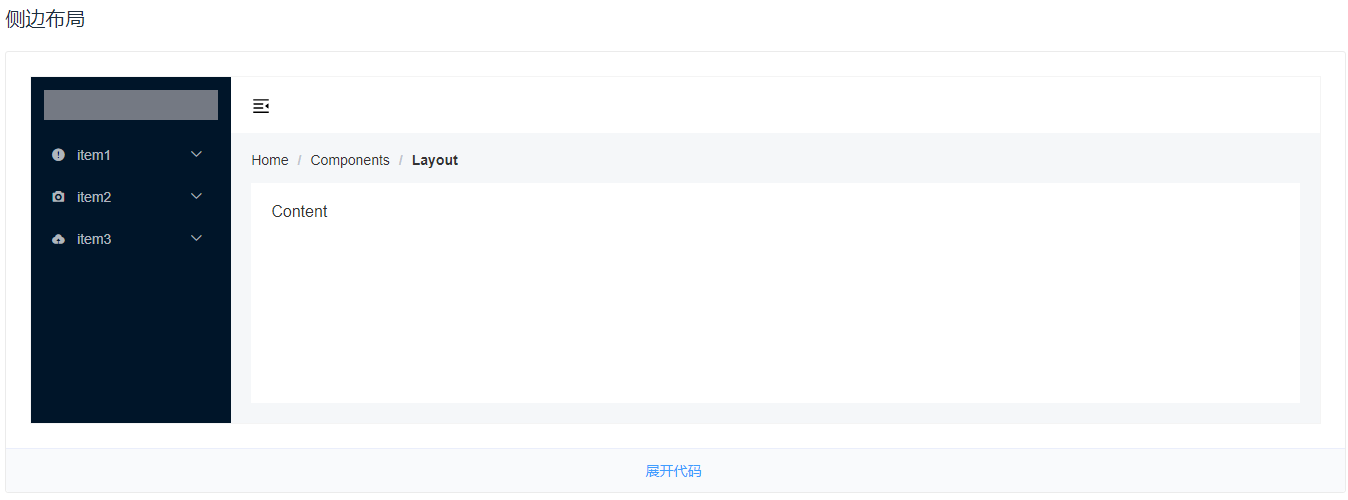 侧边布局
item1
item2
item3
Home / Components / Layout
Content
展开代码